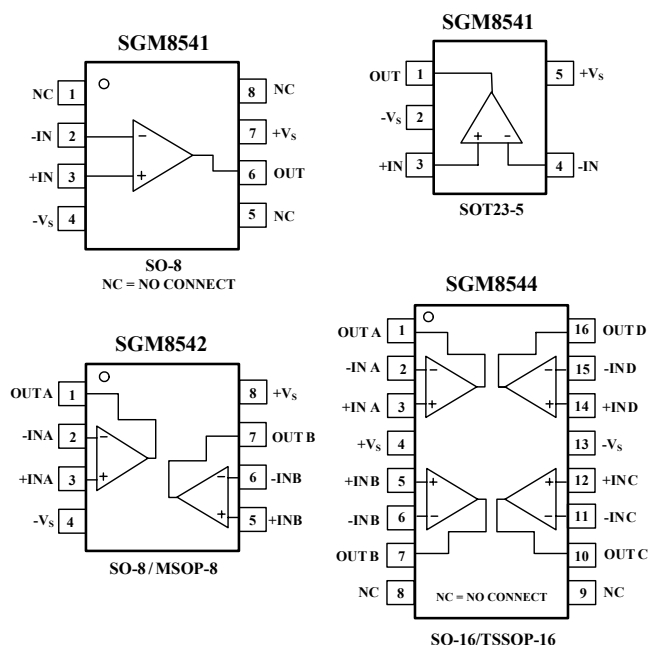 SGM8541
NC 1 8 NC
-IN 2 - 7 +VS
+IN 3 + 6 OUT
-VS 4 5 NC
SO-8
NC = NO CONNECT
SGM8541
OUT 1 5 +VS
-VS 2
+ -
+IN 3 4 -IN
SOT23-5
SGM8542
OUTA 1 8 +VS
-INA 2 - 7 OUT B
+INA 3 + - 6 -INB
-VS 4 + 5 +INB
SO-8 / MSOP-8
SGM8544
OUT A 1 16 OUT D
-IN A 2 - - 15 -IND
+IN A 3 + + 14 +IND
+VS 4 13 -VS
+INB 5 + + 12 +INC
-INB 6 - - 11 -INC
OUT B 7 10 OUT C
NC 8 NC = NO CONNECT 9 NC
SO-16/TSSOP-16